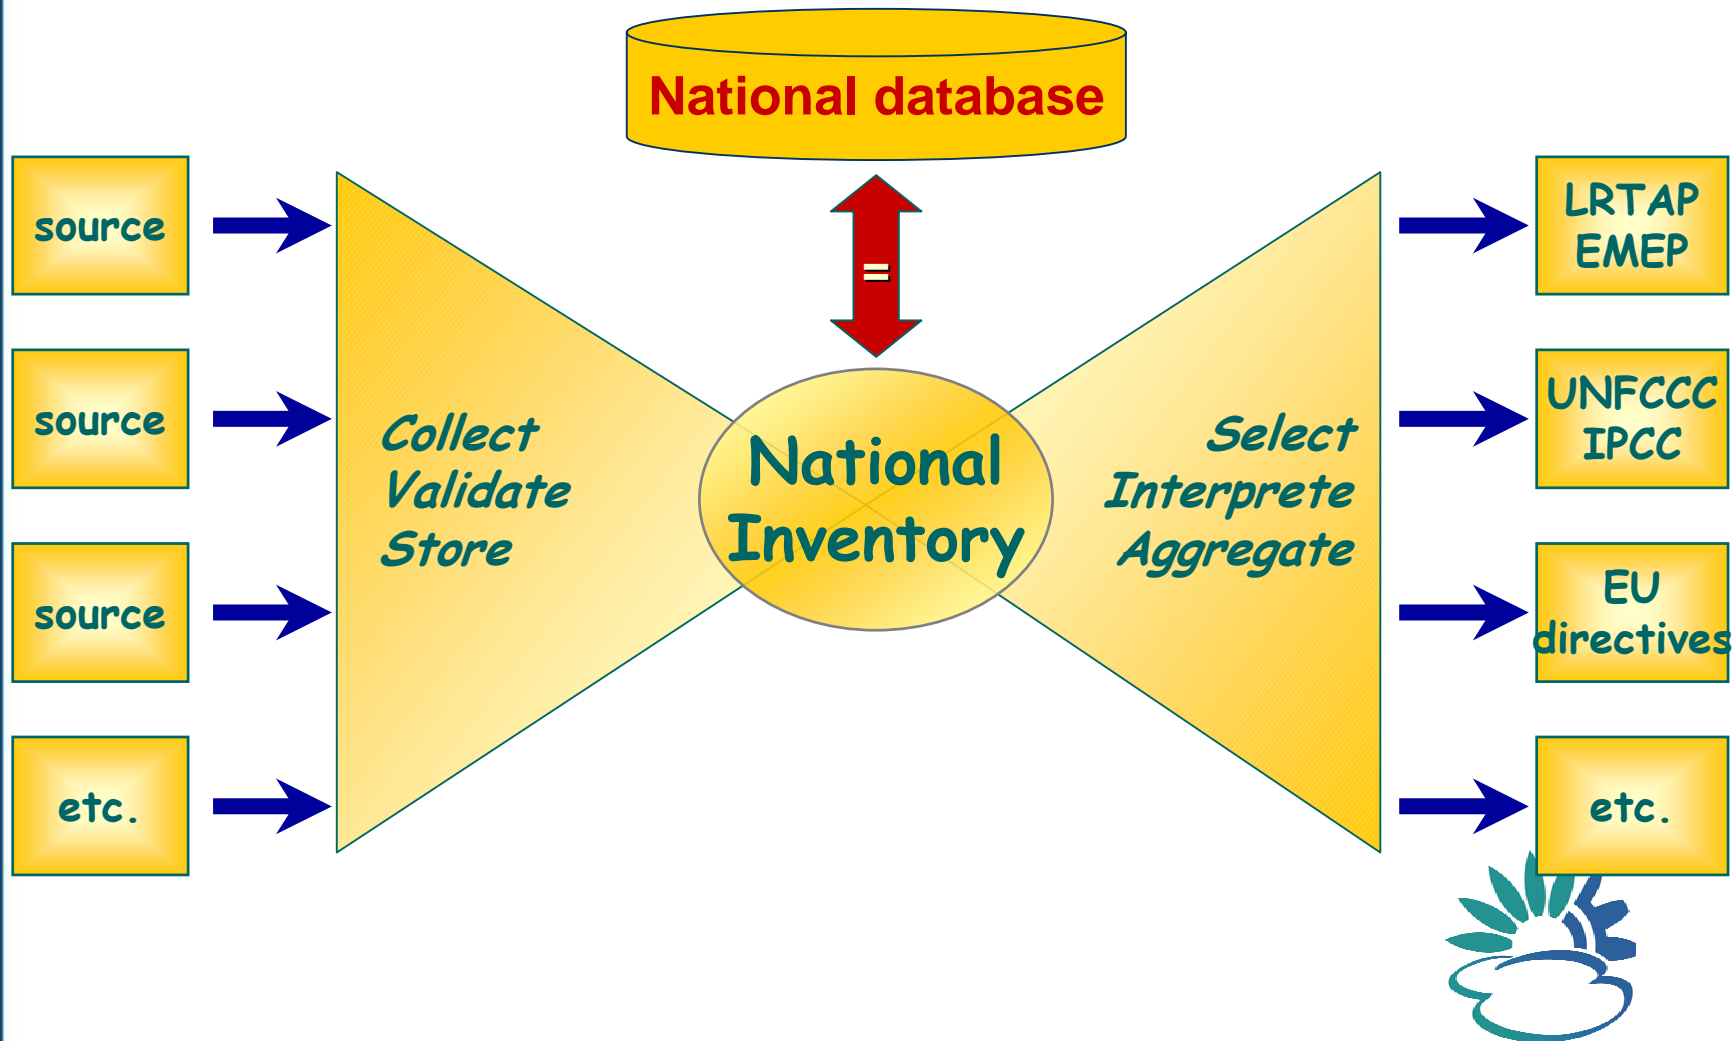 National database
=
source
source
source
etc.
Collect
Validate
Store
National
Inventory
Select
Interprete
Aggregate
LRTAP
EMEP
UNFCCC
IPCC
EU
directives
etc.